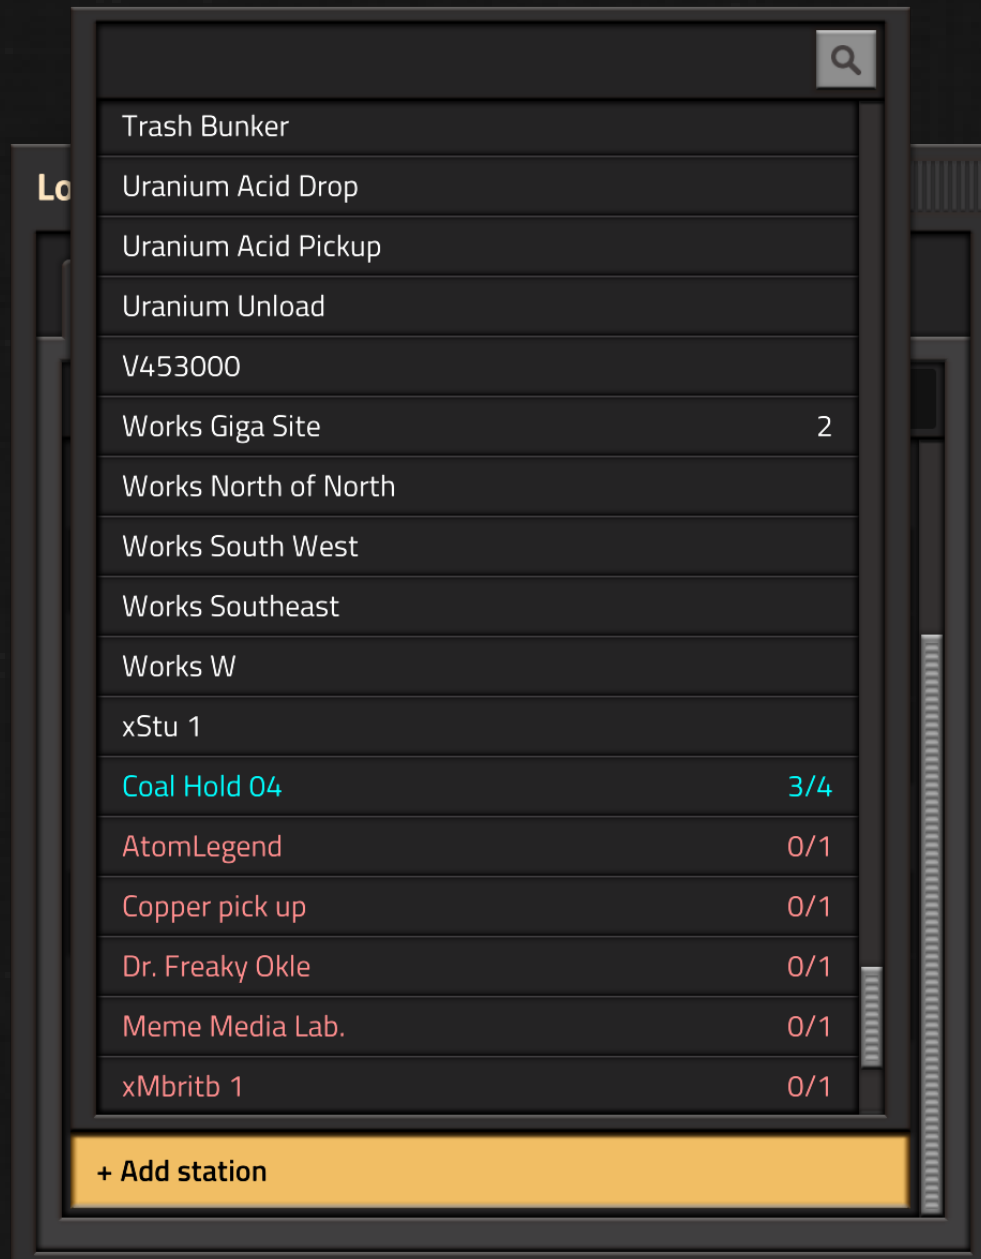 Lo
Trash Bunker
Uranium Acid Drop
Uranium Acid Pickup
Uranium Unload
V453000
Works Giga Site 2
Works North of North
Works South West
Works Southeast
Works W
xStu 1
Coal Hold 04 3/4
AtomLegend 0/1
Copper pick up 0/1
Dr. Freaky Okle 0/1
Meme Media Lab. 0/1
xMbritb 1 0/1
+ Add station